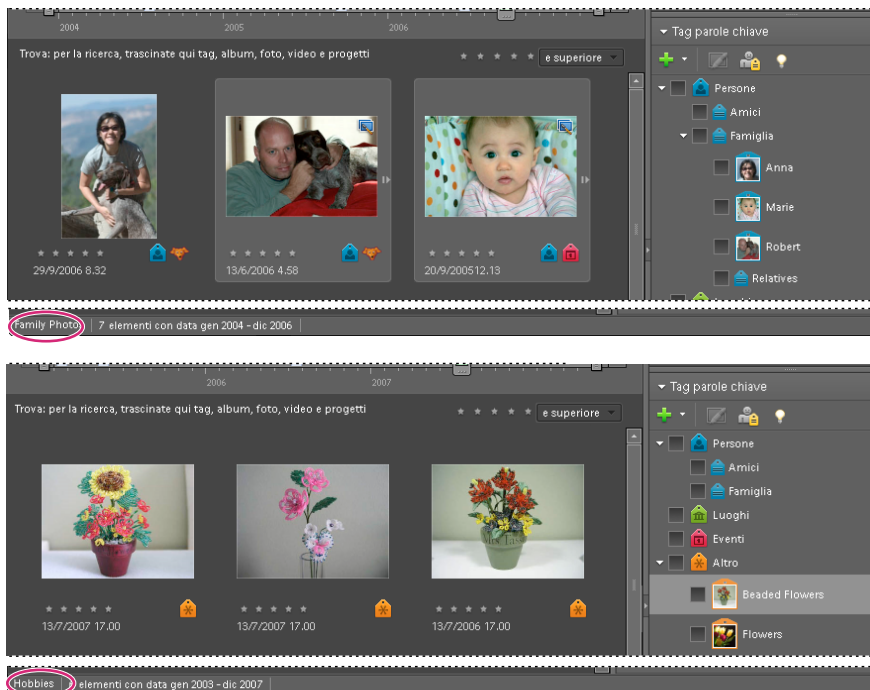 2004 2005 2006
Trova: per la ricerca, trascinate qui tag, album, foto, video e progetti
e superiore
29/9/2006 8.32
13/6/2006 4.58
20/9/200512.13
Tag parole chiave
Persone
Amici
Famiglia
Anna
Marie
Robert
Relatives
Family Photo
7 elementi con data gen 2004 - dic 2006
2006 2007
Trova: per la ricerca, trascinate qui tag, album, foto, video e progetti
e superiore
13/7/2007 17.00
13/7/2007 17.00
13/7/2006 17.00
Tag parole chiave
Persone
Amici
Famiglia
Luoghi
Eventi
Altro
Beaded Flowers
Flowers
Hobbies
elementi con data gen 2003 - dic 2007